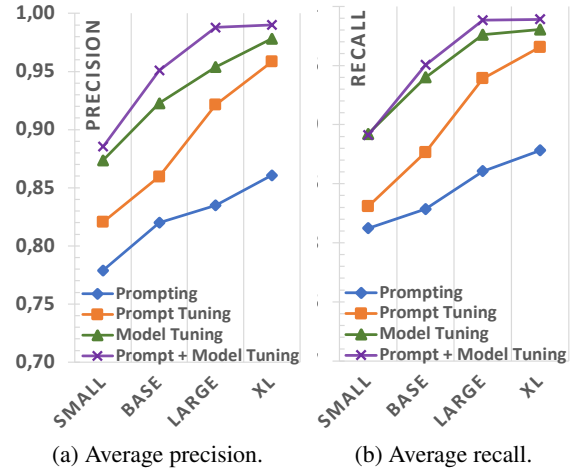 1,00
0,95
0,90
0,85
0,80
0,75
0,70
PRECISION
Prompting
Prompt Tuning
Model Tuning
Prompt + Model Tuning
SMALL
BASE
LARGE
XL
(a) Average precision.
RECALL
Prompting
Prompt Tuning
Model Tuning
Prompt + Model Tuning
SMALL
BASE
LARGE
XL
(b) Average recall.